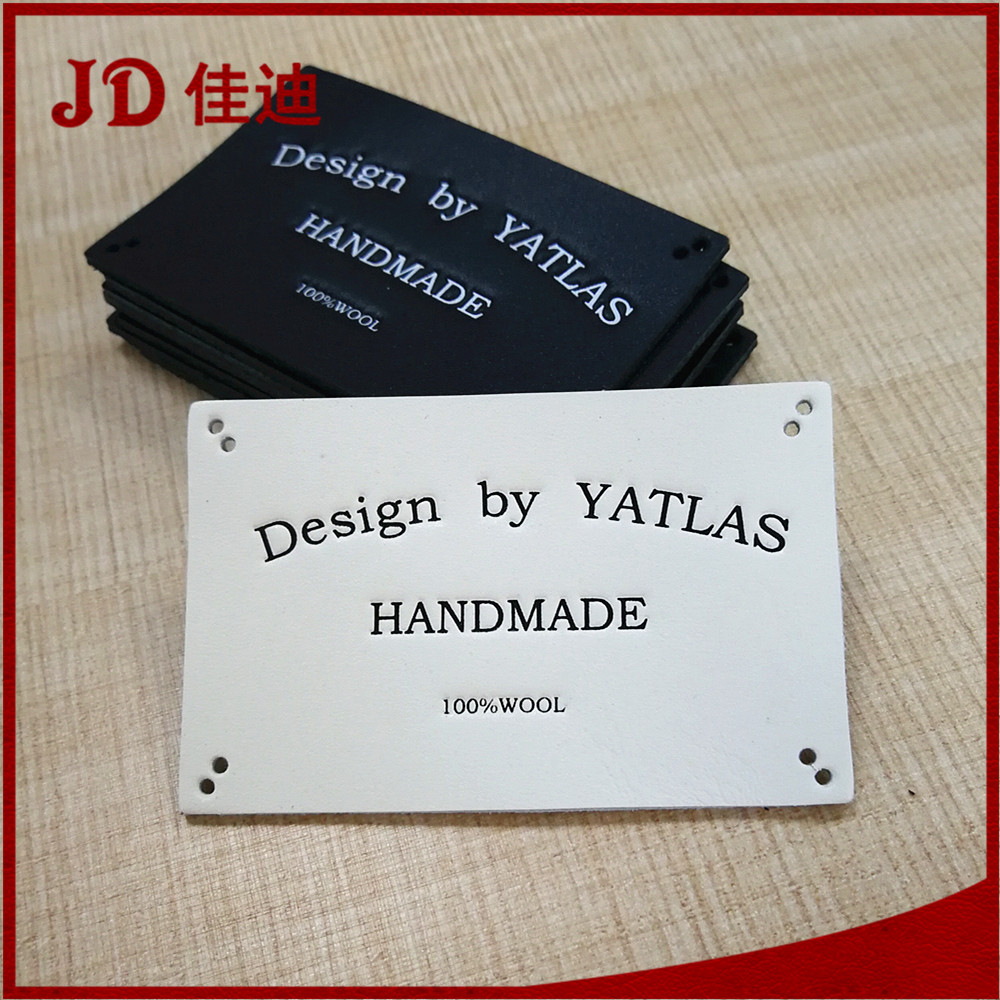 JD 佳迪
Design by YATLAS
HANDMADE
100%WOOL
Design by YATLAS
HANDMADE
100%WOOL